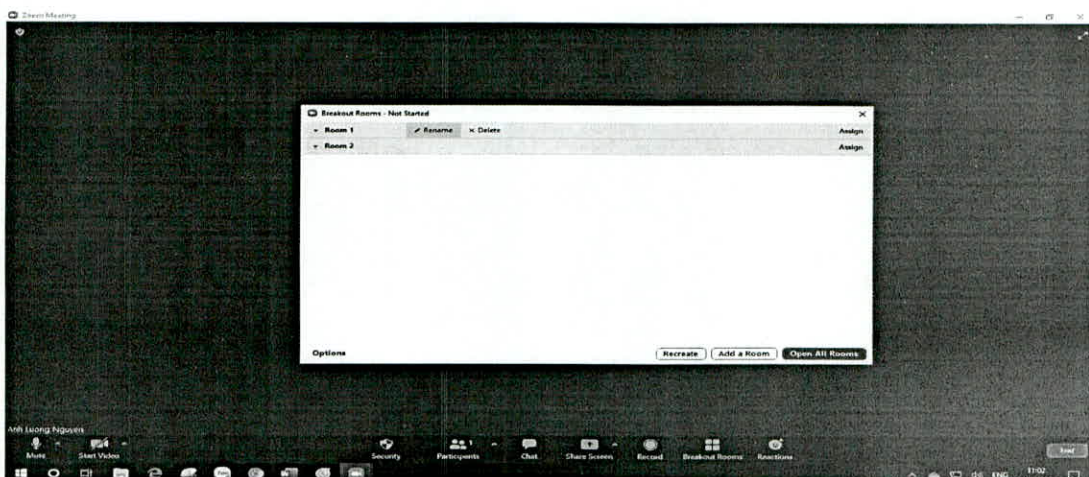 Zoom Meeting
Breakout Rooms - Not Started
Room 1 Rename × Delete Assign
Room 2 Assign
Options Recreate Add a Room Open All Rooms
Anh Luong Nguyen
Mute Start Video Security Participants 1 Chat Share Screen Record Breakout Rooms Reactions End
ENG 11:02